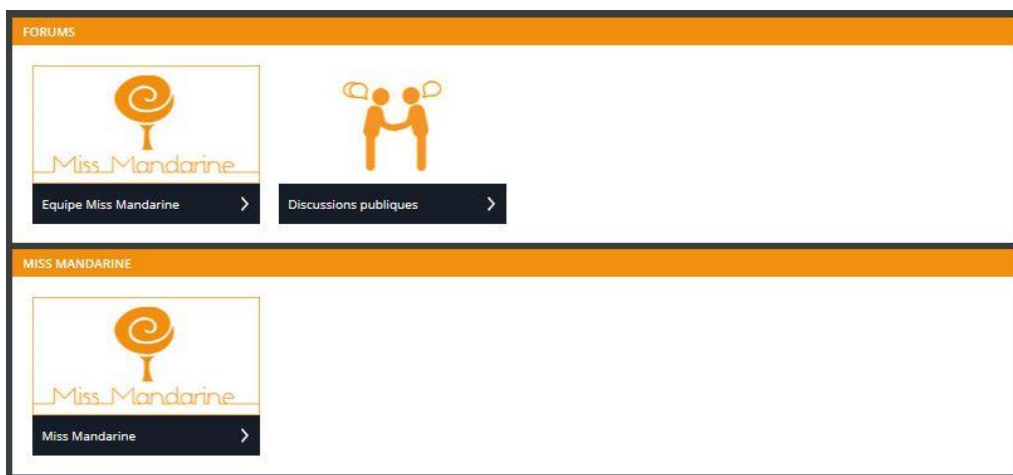 FORUMS
Miss Mandarine
Equipe Miss Mandarine
Discussions publiques
MISS MANDARINE
Miss Mandarine
Miss Mandarine